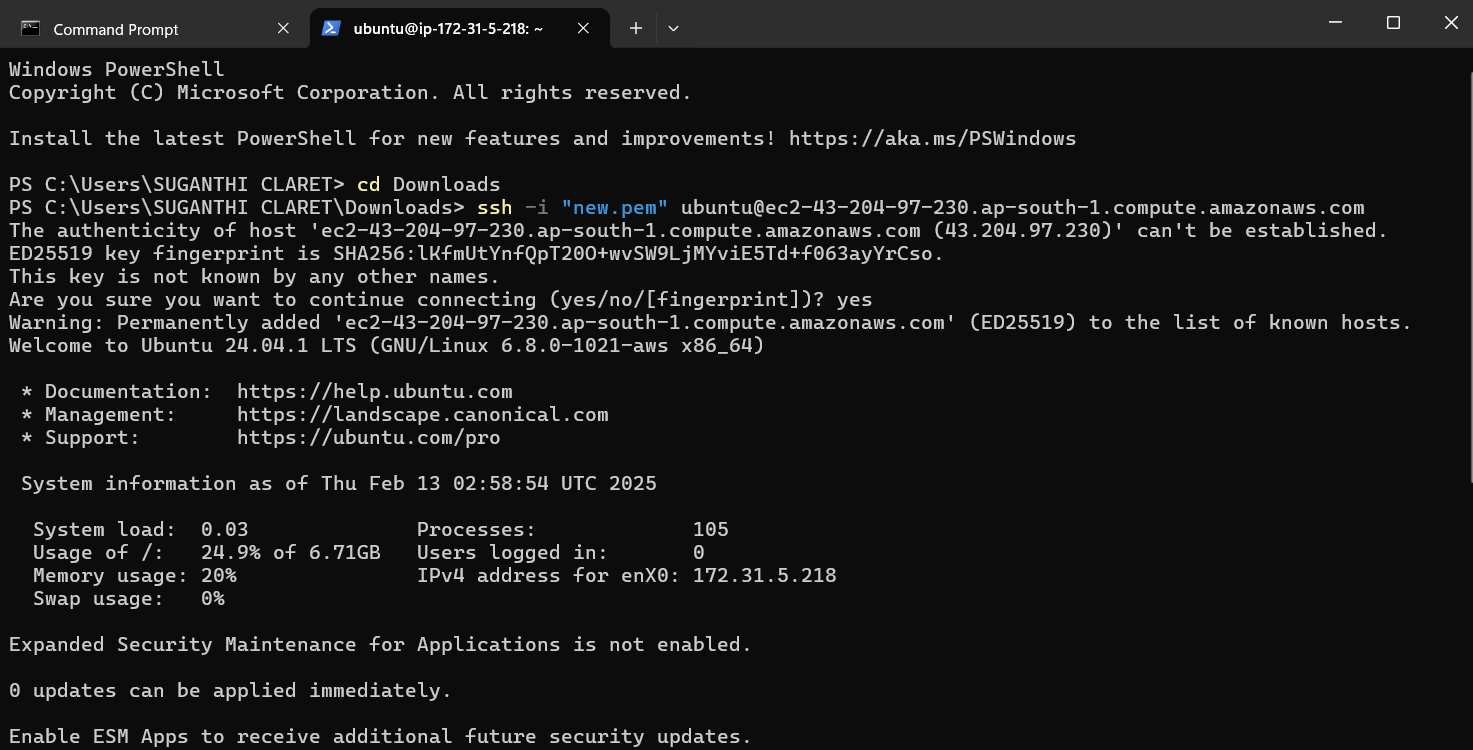 Command Prompt
ubuntu@ip-172-31-5-218: ~
Windows PowerShell
Copyright (C) Microsoft Corporation. All rights reserved.
Install the latest PowerShell for new features and improvements! https://aka.ms/PSWindows
PS C:\Users\SUGANTHI CLARET> cd Downloads
PS C:\Users\SUGANTHI CLARET\Downloads> ssh -i "new.pem" ubuntu@ec2-43-204-97-230.ap-south-1.compute.amazonaws.com
The authenticity of host 'ec2-43-204-97-230.ap-south-1.compute.amazonaws.com (43.204.97.230)' can't be established.
ED25519 key fingerprint is SHA256:lKfmUtYnfQpT20O+wvSW9LjMYviE5Td+f063ayYrCso.
This key is not known by any other names.
Are you sure you want to continue connecting (yes/no/[fingerprint])? yes
Warning: Permanently added 'ec2-43-204-97-230.ap-south-1.compute.amazonaws.com' (ED25519) to the list of known hosts.
Welcome to Ubuntu 24.04.1 LTS (GNU/Linux 6.8.0-1021-aws x86_64)
* Documentation:  https://help.ubuntu.com
* Management:     https://landscape.canonical.com
* Support:        https://ubuntu.com/pro
System information as of Thu Feb 13 02:58:54 UTC 2025
System load:  0.03              Processes:             105
Usage of /:   24.9% of 6.71GB   Users logged in:       0
Memory usage: 20%               IPv4 address for enX0: 172.31.5.218
Swap usage:   0%
Expanded Security Maintenance for Applications is not enabled.
0 updates can be applied immediately.
Enable ESM Apps to receive additional future security updates.